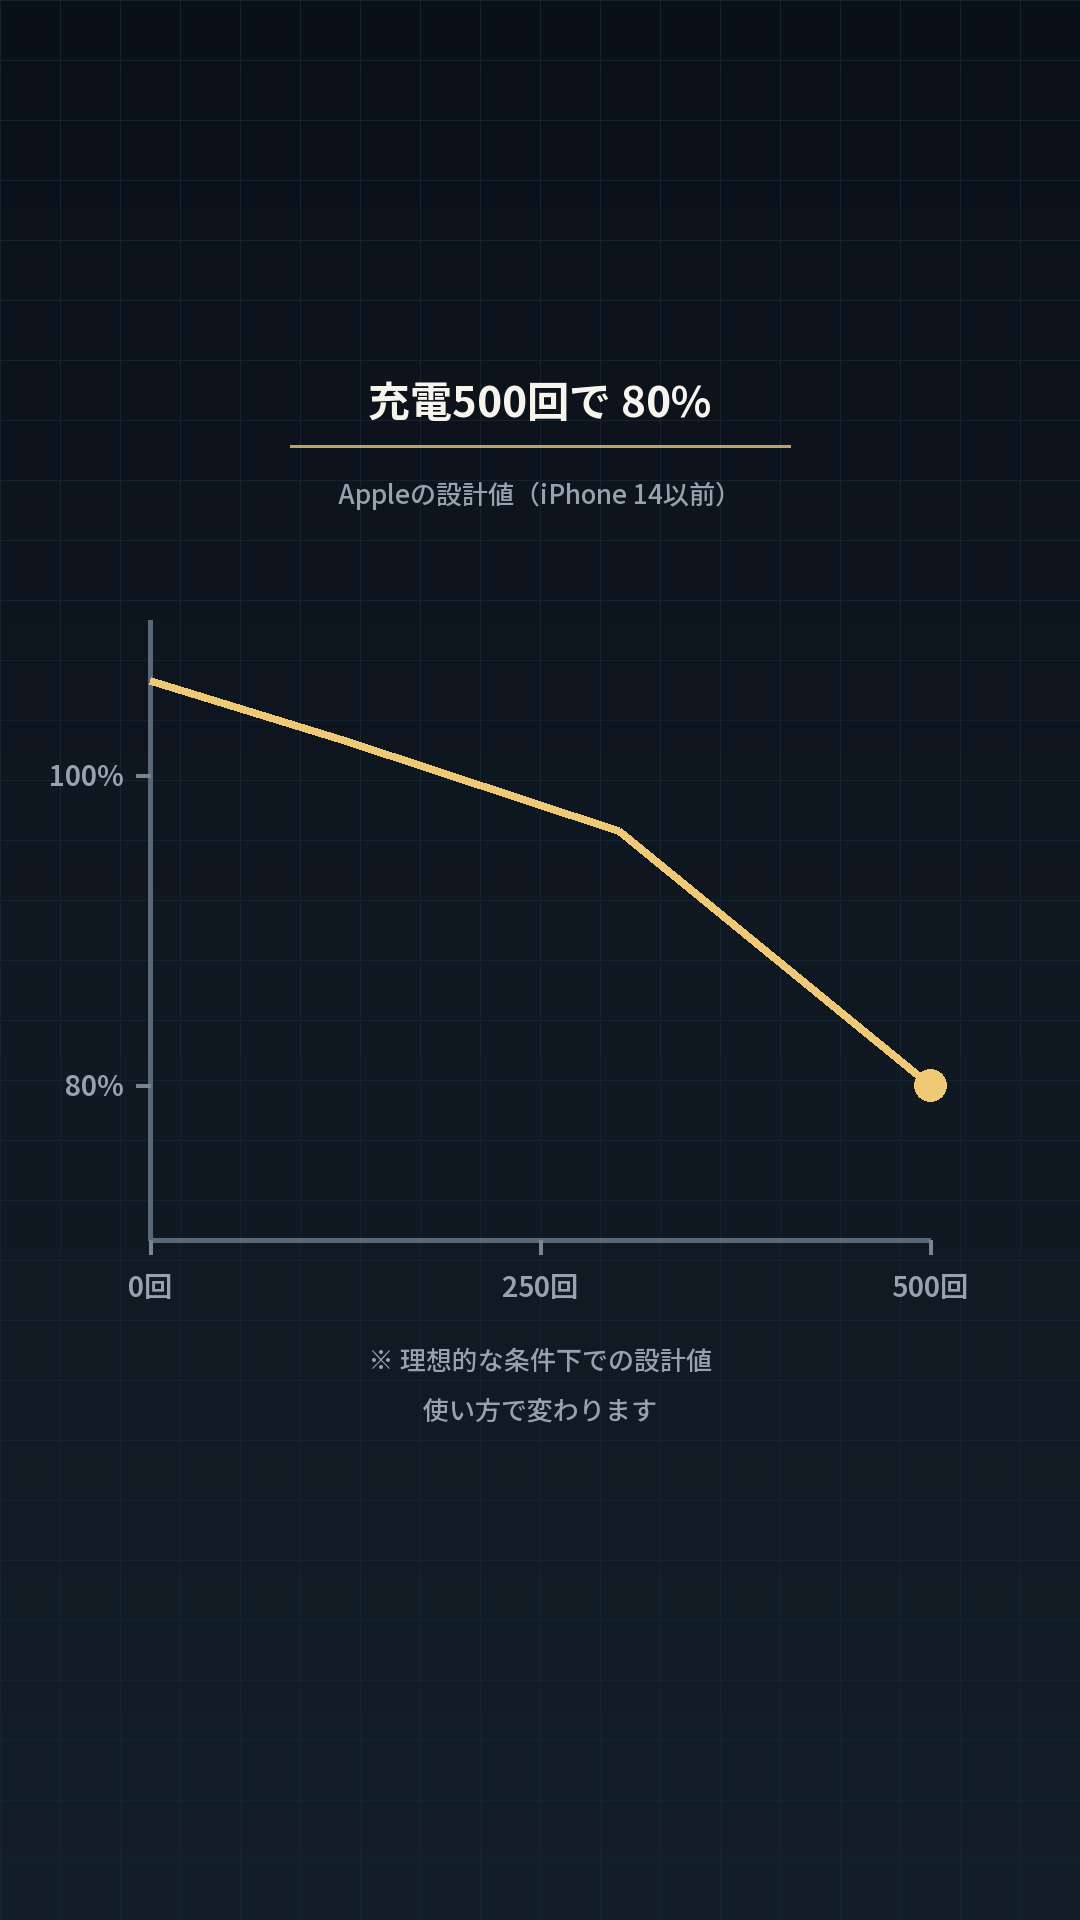 充電500回で 80%
Appleの設計値（iPhone 14以前）
100%
80%
0回
250回
500回
※ 理想的な条件下での設計値
使い方で変わります